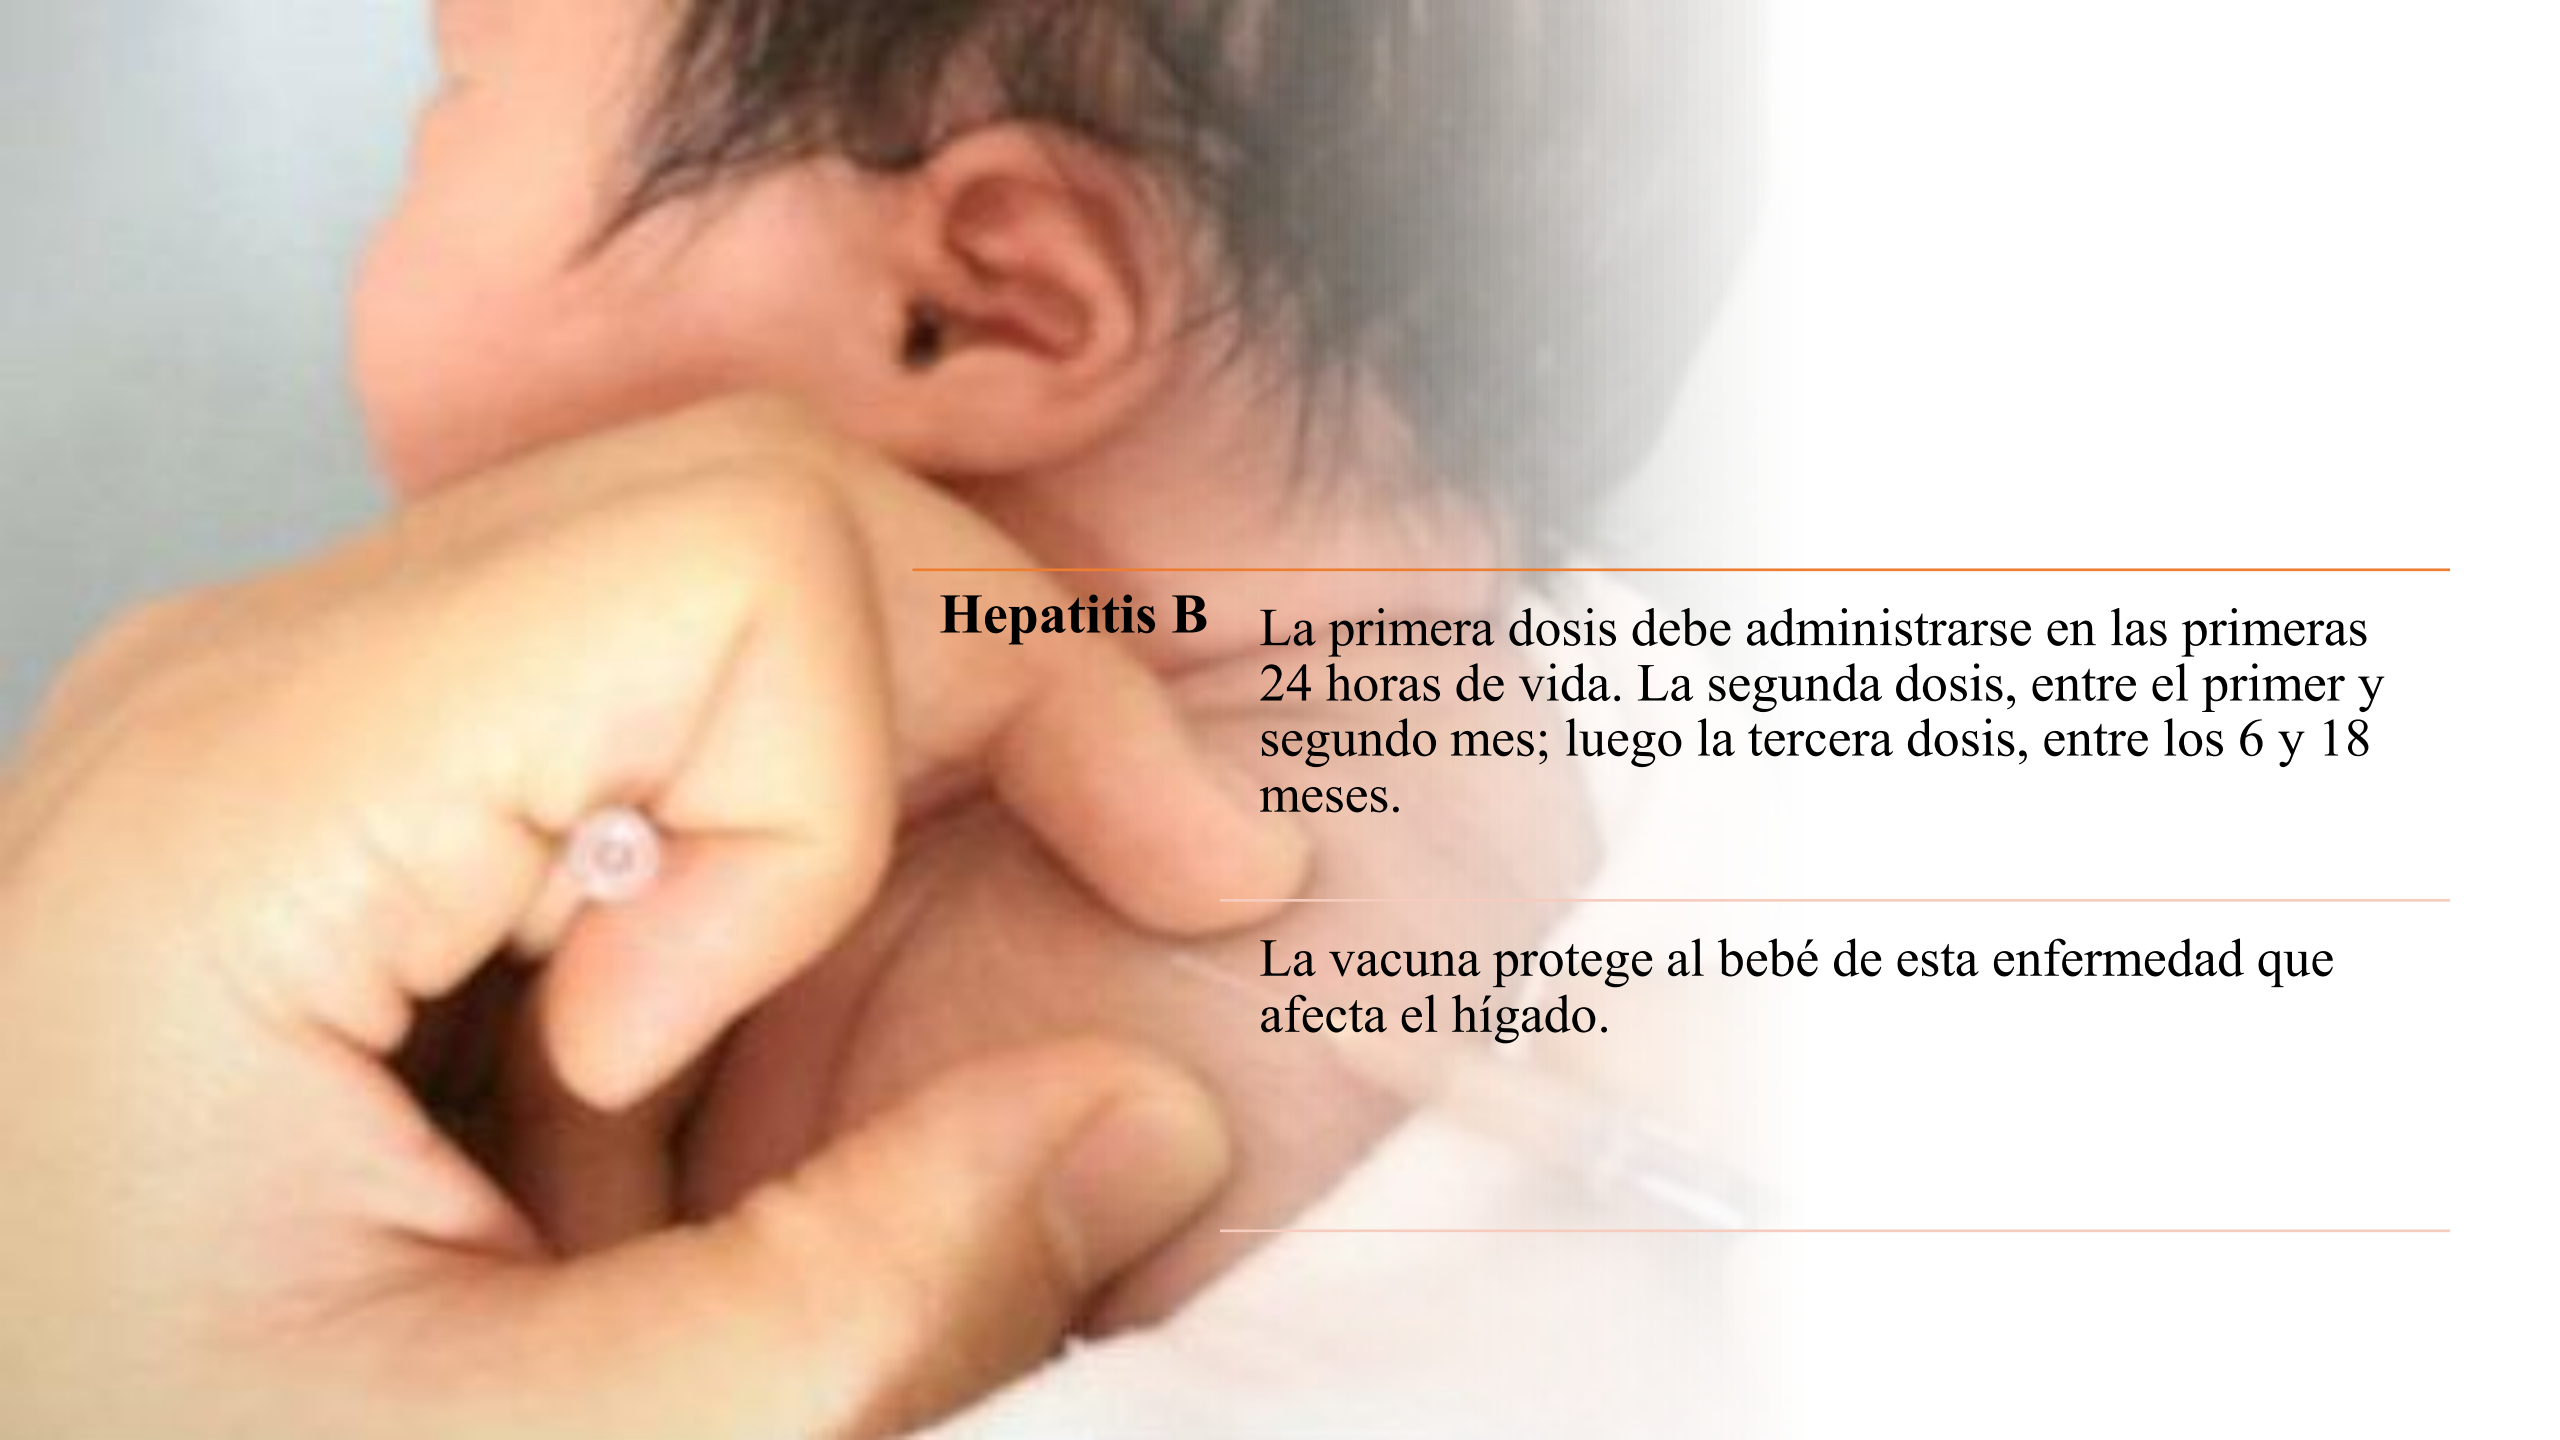 Hepatitis B
La primera dosis debe administrarse en las primeras
24 horas de vida. La segunda dosis, entre el primer y
segundo mes; luego la tercera dosis, entre los 6 y 18
meses.
La vacuna protege al bebé de esta enfermedad que
afecta el hígado.